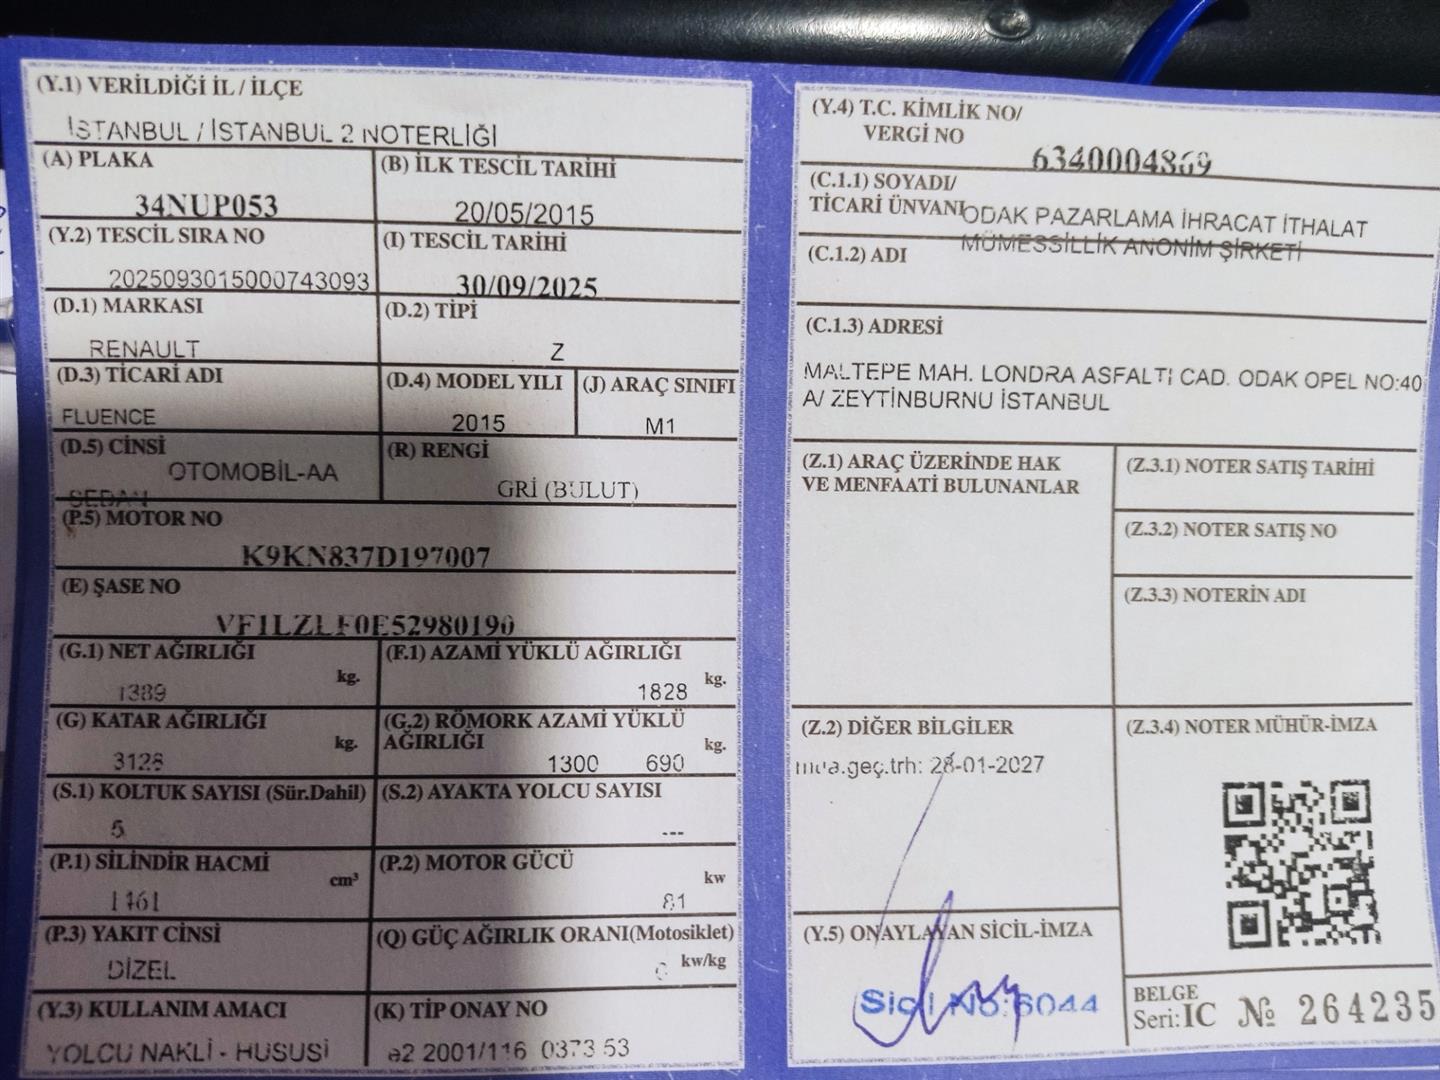 (Y.1) VERİLDİĞİ İL / İLÇE
İSTANBUL / İSTANBUL 2 NOTERLİĞİ
(A) PLAKA
34NUP053
(B) İLK TESCİL TARİHİ
20/05/2015
(Y.2) TESCİL SIRA NO
2025093015000743093
(I) TESCİL TARİHİ
30/09/2025
(D.1) MARKASI
RENAULT
(D.2) TİPİ
Z
(D.3) TİCARİ ADI
FLUENCE
(D.4) MODEL YILI
2015
(J) ARAÇ SINIFI
M1
(D.5) CİNSİ
OTOMOBİL-AA
SEDAN
(R) RENGİ
GRİ (BULUT)
(P.5) MOTOR NO
K9KN837D197007
(E) ŞASE NO
VF1LZLF0E52980190
(G.1) NET AĞIRLIĞI
kg.
1389
(F.1) AZAMİ YÜKLÜ AĞIRLIĞI
1828 kg.
(G) KATAR AĞIRLIĞI
kg.
3128
(G.2) RÖMORK AZAMİ YÜKLÜ
AĞIRLIĞI
kg.
1300 690
(S.1) KOLTUK SAYISI (Sür.Dahil)
5
(S.2) AYAKTA YOLCU SAYISI
---
(P.1) SİLİNDİR HACMİ
cm³
1461
(P.2) MOTOR GÜCÜ
kw
81
(P.3) YAKIT CİNSİ
DİZEL
(Q) GÜÇ AĞIRLIK ORANI(Motosiklet)
0 kw/kg
(Y.3) KULLANIM AMACI
YOLCU NAKLİ - HUSUSİ
(K) TİP ONAY NO
e2 2001/116 0373 53
(Y.4) T.C. KİMLİK NO/
VERGİ NO
6340004869
(C.1.1) SOYADI/
TİCARİ ÜNVANI
ODAK PAZARLAMA İHRACAT İTHALAT
MÜMESSİLLİK ANONİM ŞİRKETİ
(C.1.2) ADI
(C.1.3) ADRESİ
MALTEPE MAH. LONDRA ASFALTI CAD. ODAK OPEL NO:40
A/ ZEYTİNBURNU İSTANBUL
(Z.1) ARAÇ ÜZERİNDE HAK
VE MENFAATİ BULUNANLAR
(Z.3.1) NOTER SATIŞ TARİHİ
(Z.3.2) NOTER SATIŞ NO
(Z.3.3) NOTERİN ADI
(Z.2) DİĞER BİLGİLER
mua.geç.trh: 28-01-2027
(Z.3.4) NOTER MÜHÜR-İMZA
(Y.5) ONAYLAYAN SİCİL-İMZA
Sicil No: 6044
BELGE
Seri: IC № 264235